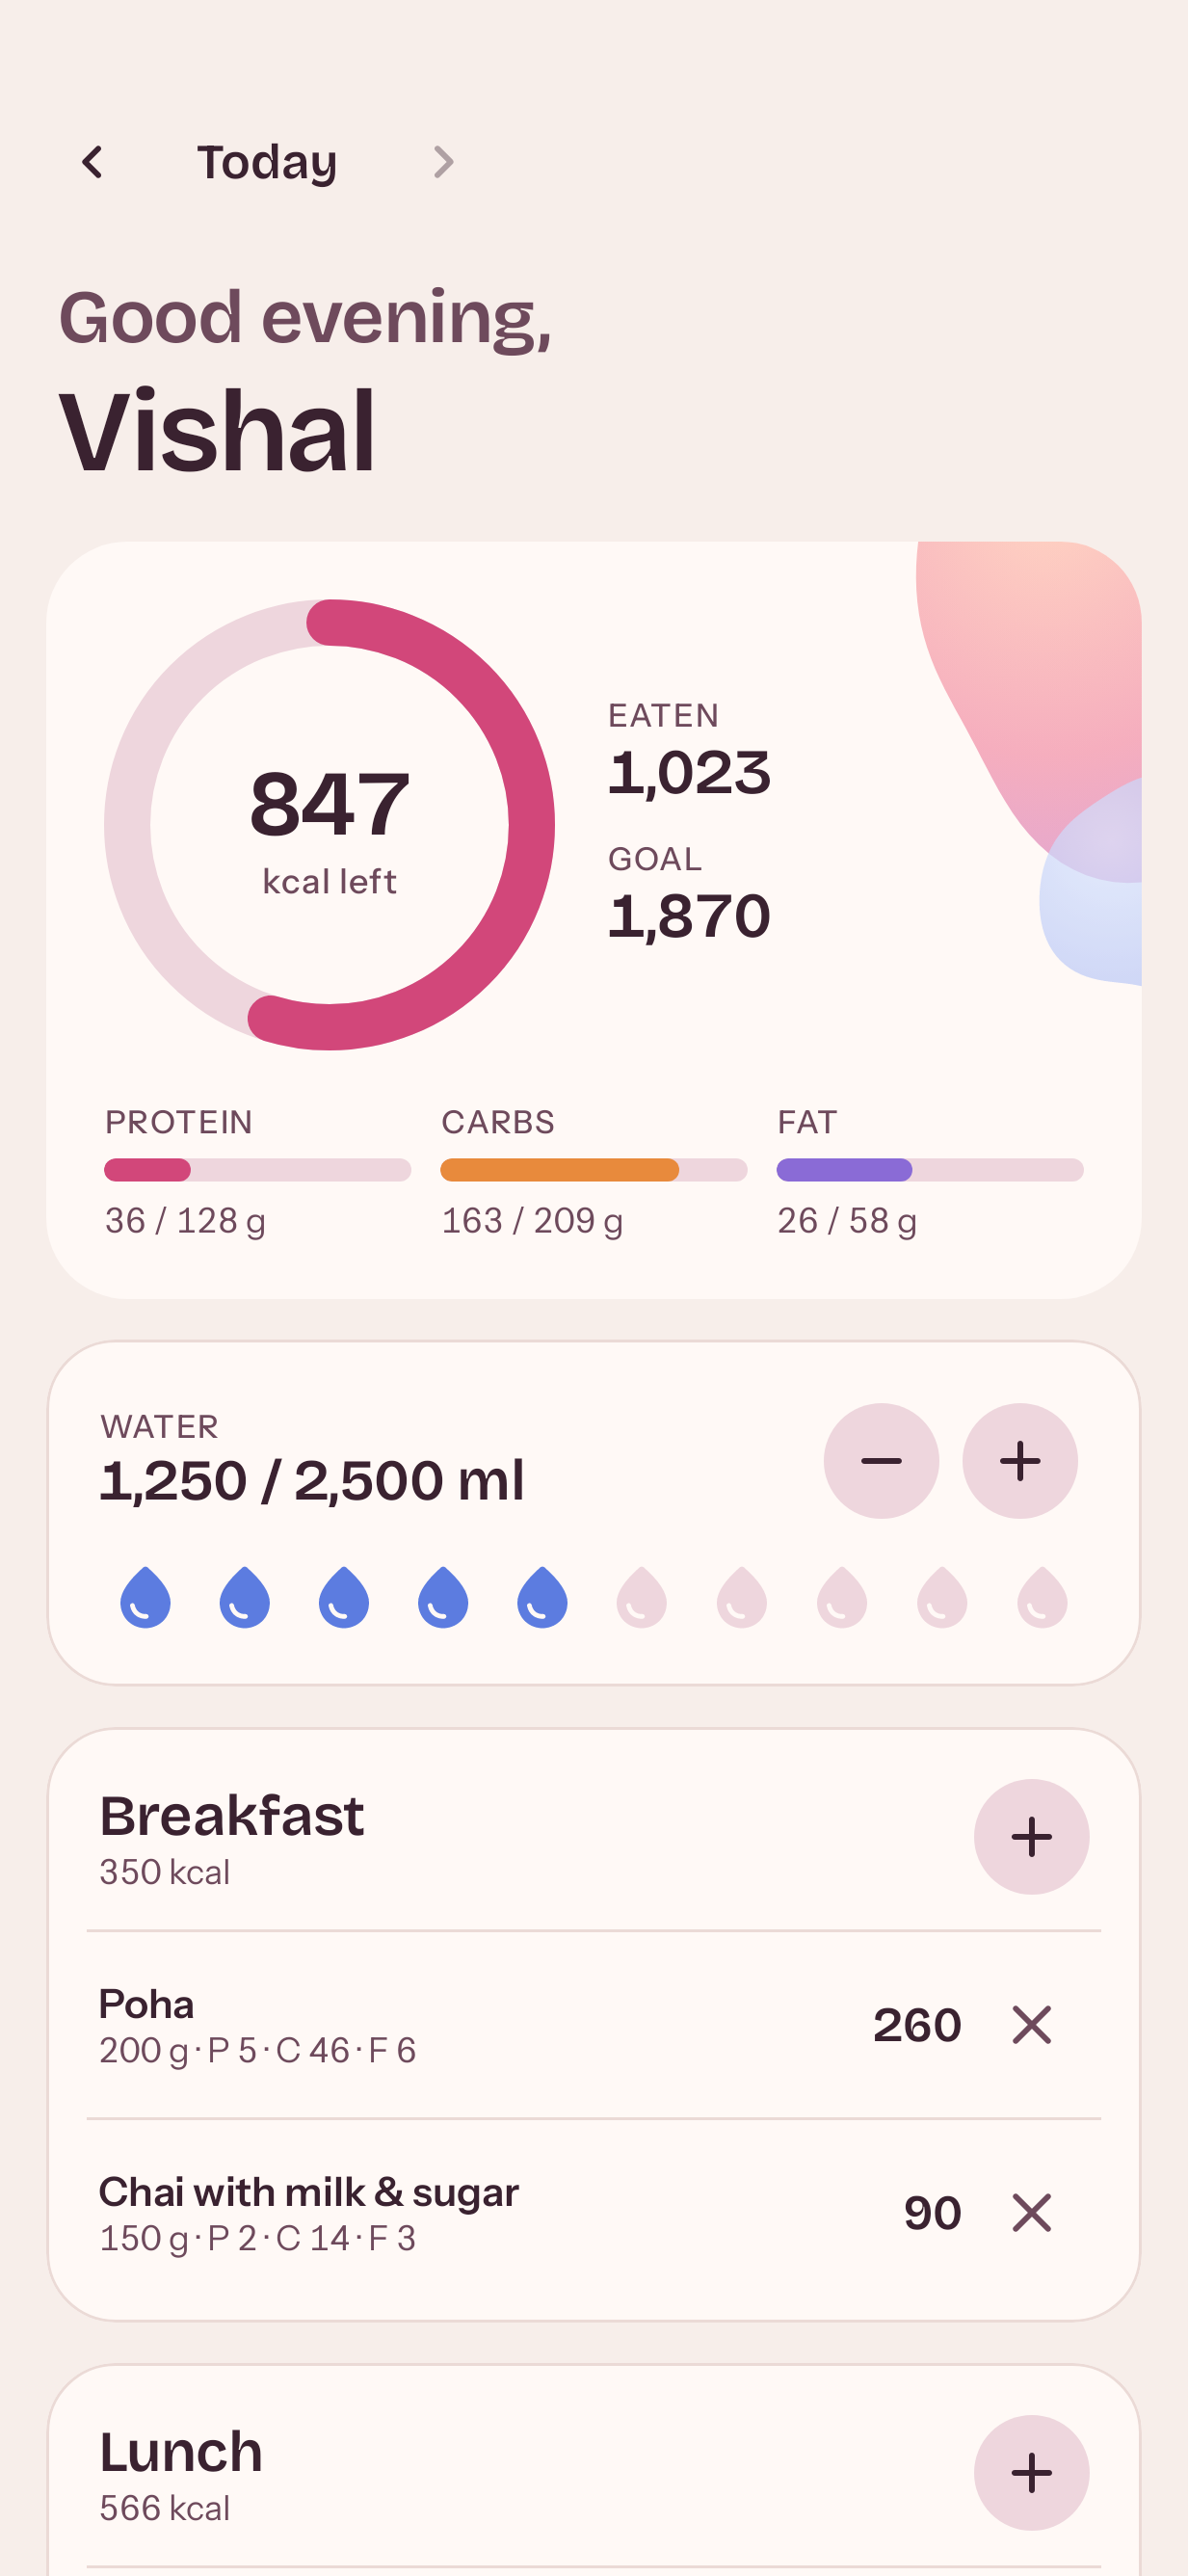 Today
Good evening,
Vishal
847
kcal left
EATEN
1,023
GOAL
1,870
PROTEIN
36 / 128 g
CARBS
163 / 209 g
FAT
26 / 58 g
WATER
1,250 / 2,500 ml
Breakfast
350 kcal
Poha
200 g · P 5 · C 46 · F 6
260
Chai with milk & sugar
150 g · P 2 · C 14 · F 3
90
Lunch
566 kcal